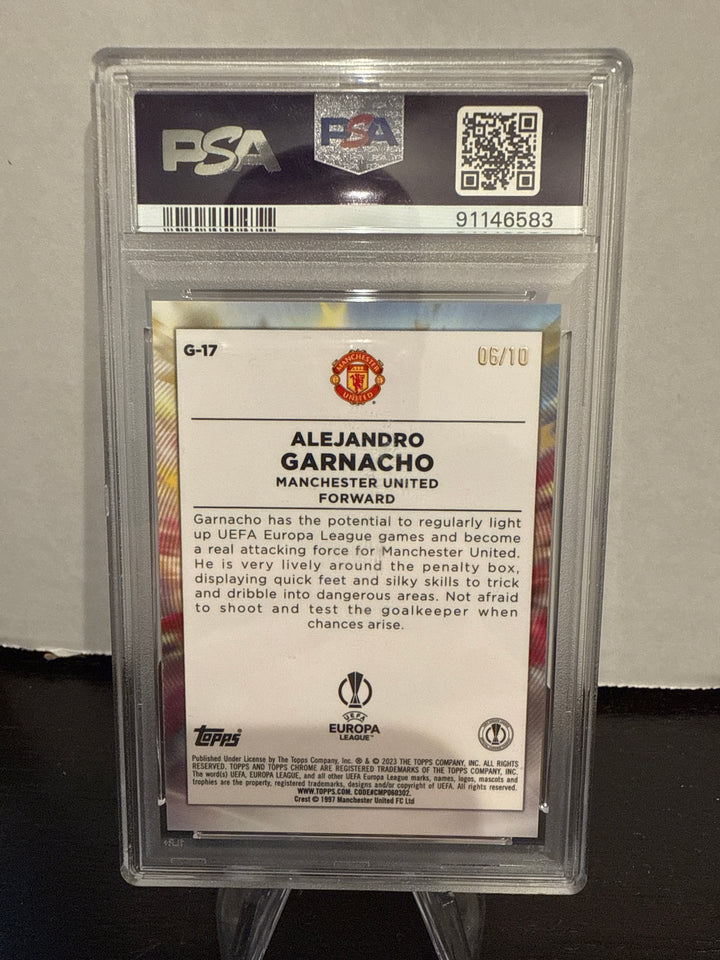 PSA
PSA
91146583
G-17
06/10
MANCHESTER
UNITED
ALEJANDRO
GARNACHO
MANCHESTER UNITED
FORWARD
Garnacho has the potential to regularly light
up UEFA Europa League games and become
a real attacking force for Manchester United.
He is very lively around the penalty box,
displaying quick feet and silky skills to trick
and dribble into dangerous areas. Not afraid
to shoot and test the goalkeeper when
chances arise.
UEFA
EUROPA
LEAGUE™
Topps®
Published Under License by The Topps Company, Inc. ® & © 2023 THE TOPPS COMPANY, INC. ALL RIGHTS
RESERVED. TOPPS AND TOPPS CHROME ARE REGISTERED TRADEMARKS OF THE TOPPS COMPANY, INC.
The word(s) UEFA, EUROPA LEAGUE, and all other UEFA Europa League marks, names, logos, mascots and
trophies are the property, registered trademarks, designs and/or copyright of UEFA. All rights reserved.
WWW.TOPPS.COM. CODE#CMP060302.
Crest © 1997 Manchester United FC Ltd